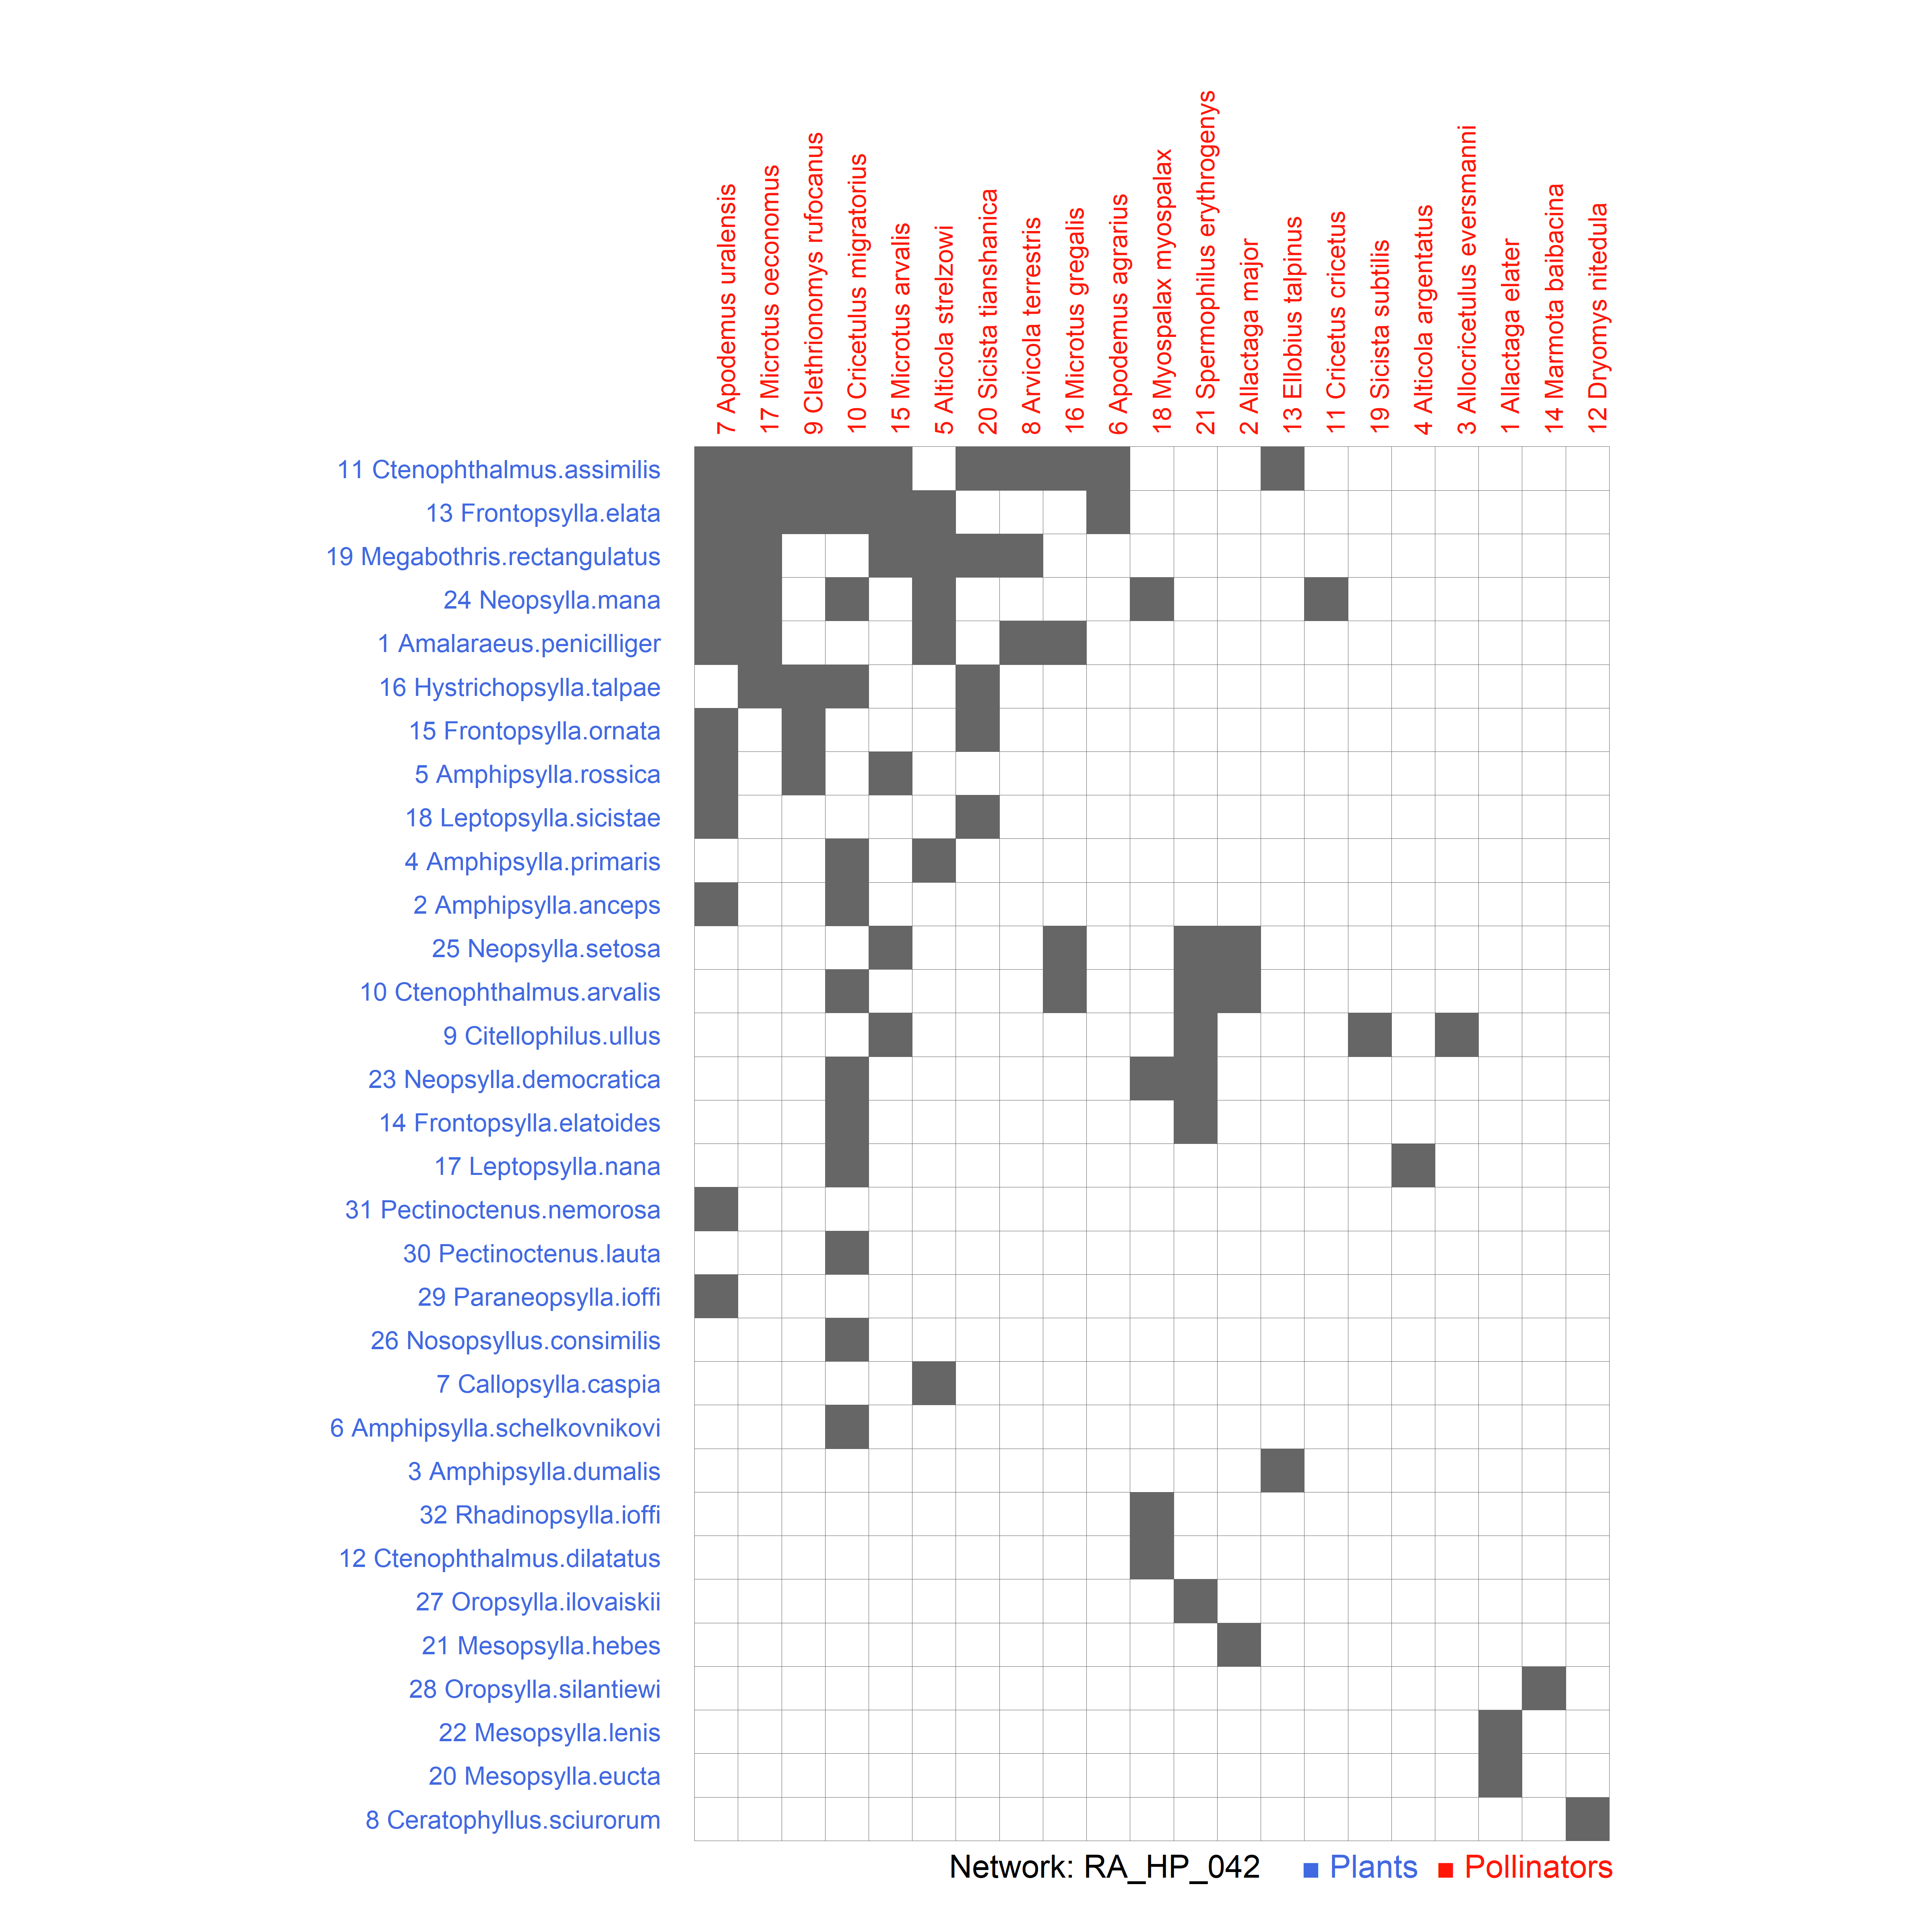 7 Apodemus uralensis
17 Microtus oeconomus
9 Clethrionomys rufocanus
10 Cricetulus migratorius
15 Microtus arvalis
5 Alticola strelzowi
20 Sicista tianshanica
8 Arvicola terrestris
16 Microtus gregalis
6 Apodemus agrarius
18 Myospalax myospalax
21 Spermophilus erythrogenys
2 Allactaga major
13 Ellobius talpinus
11 Cricetus cricetus
19 Sicista subtilis
4 Alticola argentatus
3 Allocricetulus eversmanni
1 Allactaga elater
14 Marmota baibacina
12 Dryomys nitedula
11 Ctenophthalmus.assimilis
13 Frontopsylla.elata
19 Megabothris.rectangulatus
24 Neopsylla.mana
1 Amalaraeus.penicilliger
16 Hystrichopsylla.talpae
15 Frontopsylla.ornata
5 Amphipsylla.rossica
18 Leptopsylla.sicistae
4 Amphipsylla.primaris
2 Amphipsylla.anceps
25 Neopsylla.setosa
10 Ctenophthalmus.arvalis
9 Citellophilus.ullus
23 Neopsylla.democratica
14 Frontopsylla.elatoides
17 Leptopsylla.nana
31 Pectinoctenus.nemorosa
30 Pectinoctenus.lauta
29 Paraneopsylla.ioffi
26 Nosopsyllus.consimilis
7 Callopsylla.caspia
6 Amphipsylla.schelkovnikovi
3 Amphipsylla.dumalis
32 Rhadinopsylla.ioffi
12 Ctenophthalmus.dilatatus
27 Oropsylla.ilovaiskii
21 Mesopsylla.hebes
28 Oropsylla.silantiewi
22 Mesopsylla.lenis
20 Mesopsylla.eucta
8 Ceratophyllus.sciurorum
Network: RA_HP_042 Plants Pollinators